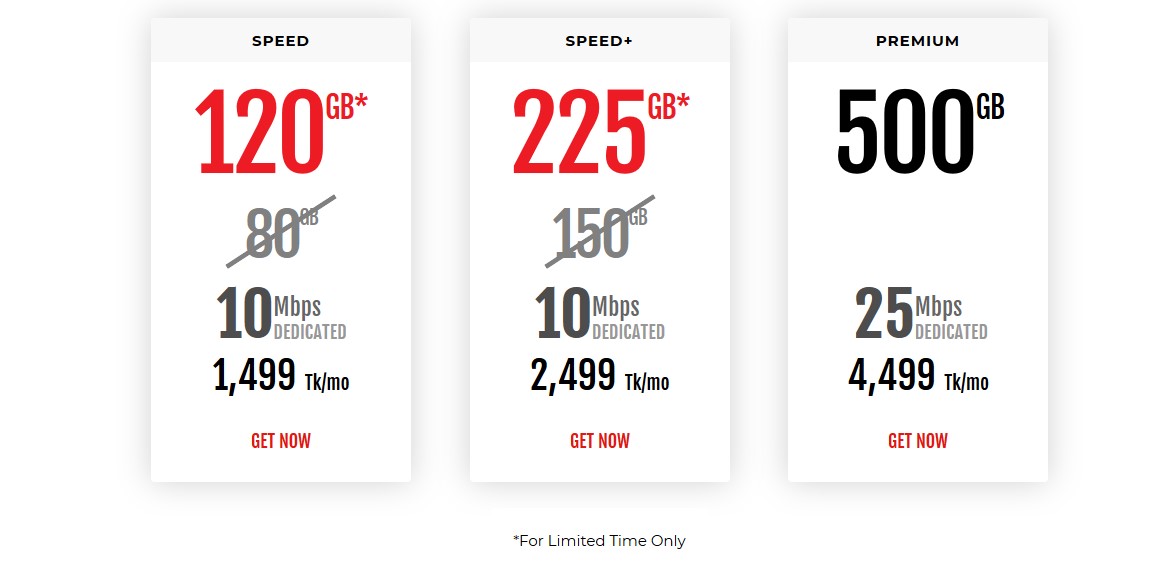 SPEED
120GB*
80GB
10Mbps
DEDICATED
1,499 Tk/mo
GET NOW
SPEED+
225GB*
150GB
10Mbps
DEDICATED
2,499 Tk/mo
GET NOW
PREMIUM
500GB
25Mbps
DEDICATED
4,499 Tk/mo
GET NOW
*For Limited Time Only